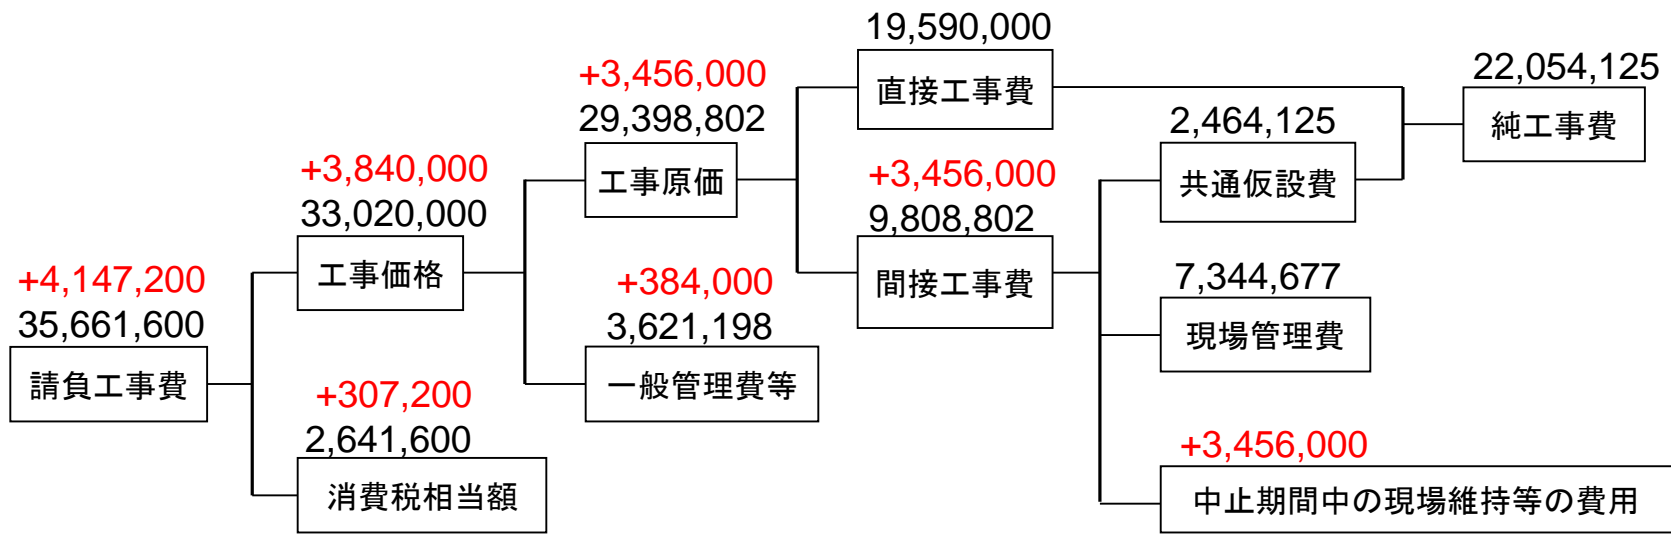 +4,147,200
35,661,600
請負工事費
+3,840,000
33,020,000
工事価格
+307,200
2,641,600
消費税相当額
+3,456,000
29,398,802
工事原価
+384,000
3,621,198
一般管理費等
19,590,000
直接工事費
+3,456,000
9,808,802
間接工事費
2,464,125
共通仮設費
7,344,677
現場管理費
+3,456,000
中止期間中の現場維持等の費用
22,054,125
純工事費